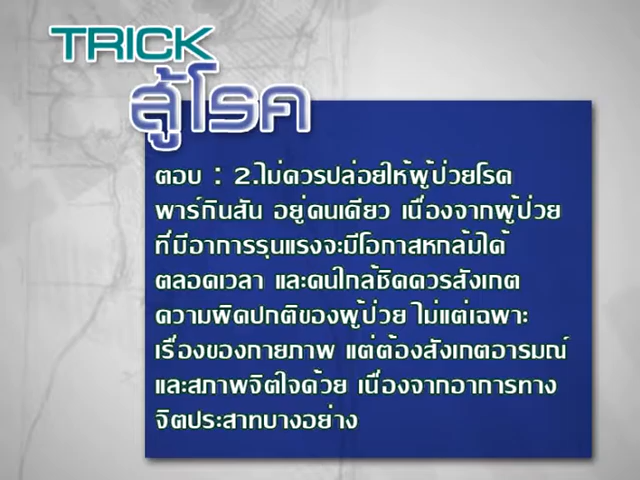 TRICK
สู้โรค
ตอบ : 2.ไม่ควรปล่อยให้ผู้ป่วยโรค
พาร์กินสัน อยู่คนเดียว เนื่องจากผู้ป่วย
ที่มีอาการรุนแรงจะมีโอกาสหกล้มได้
ตลอดเวลา และคนใกล้ชิดควรสังเกต
ความผิดปกติของผู้ป่วย ไม่แต่เฉพาะ
เรื่องของกายภาพ แต่ต้องสังเกตอารมณ์
และสภาพจิตใจด้วย เนื่องจากอาการทาง
จิตประสาทบางอย่าง